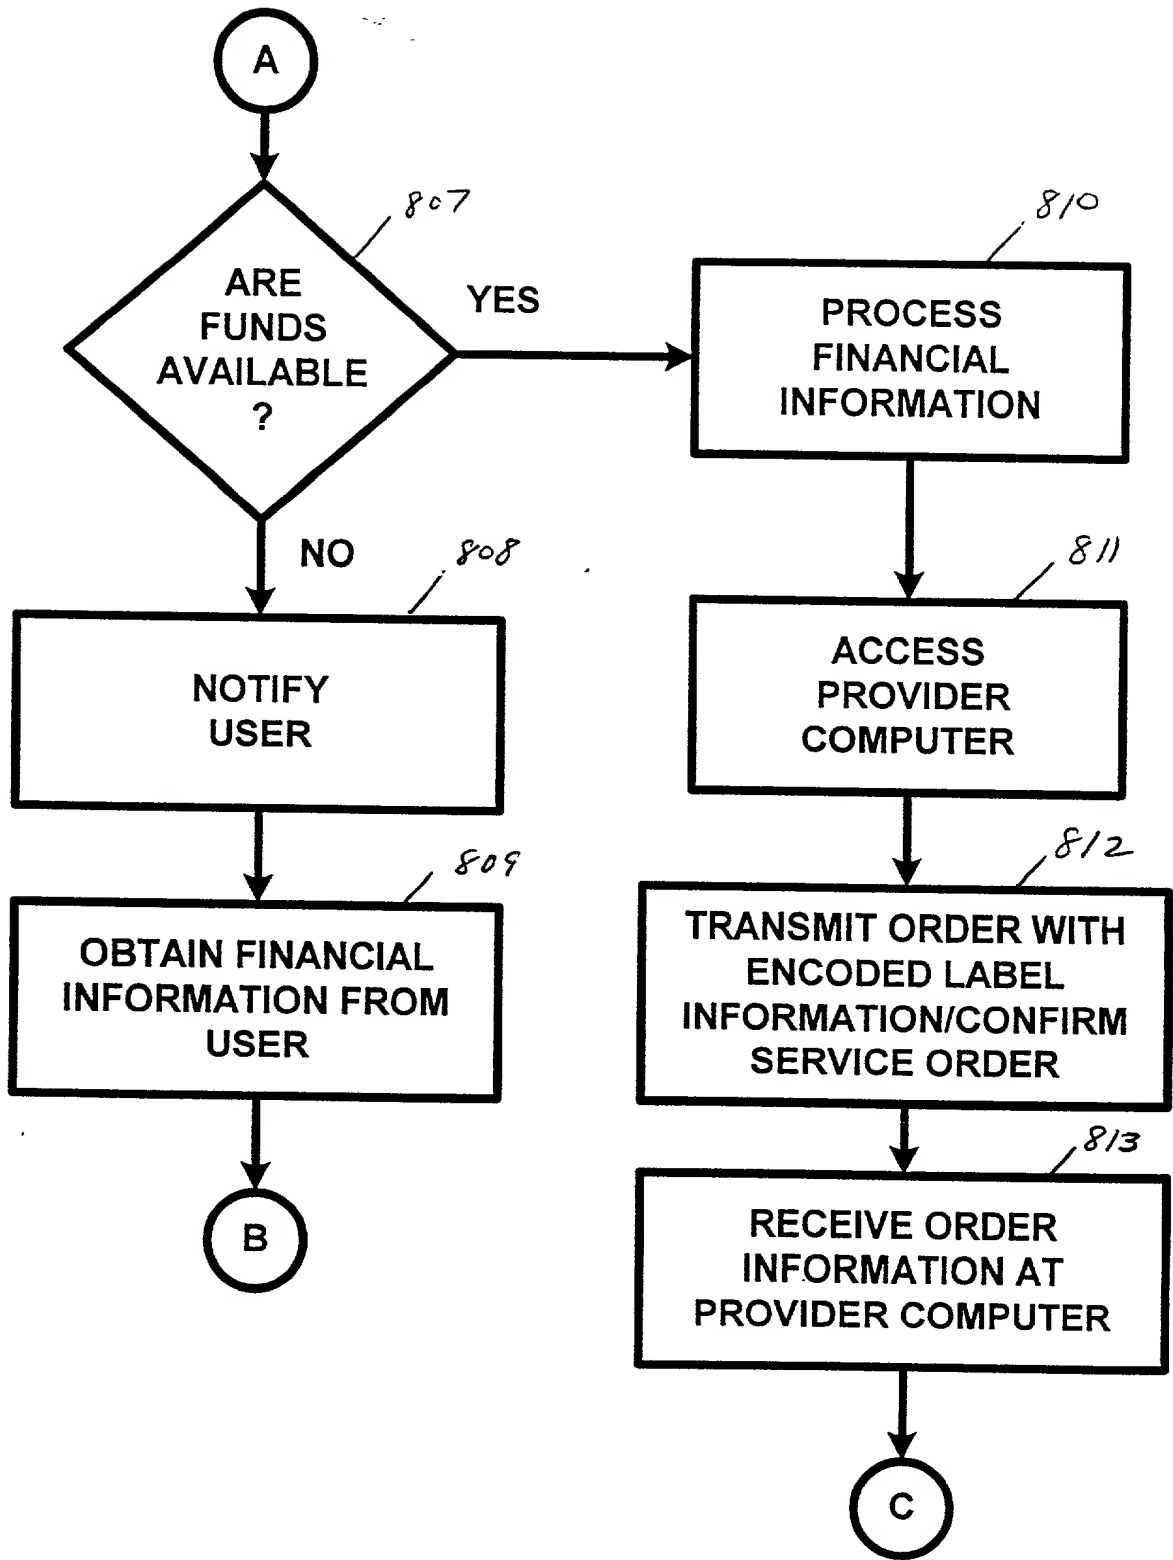 A
807
ARE
FUNDS
AVAILABLE
?
YES
810
PROCESS
FINANCIAL
INFORMATION
NO
808
NOTIFY
USER
811
ACCESS
PROVIDER
COMPUTER
809
OBTAIN FINANCIAL
INFORMATION FROM
USER
812
TRANSMIT ORDER WITH
ENCODED LABEL
INFORMATION/CONFIRM
SERVICE ORDER
B
813
RECEIVE ORDER
INFORMATION AT
PROVIDER COMPUTER
C